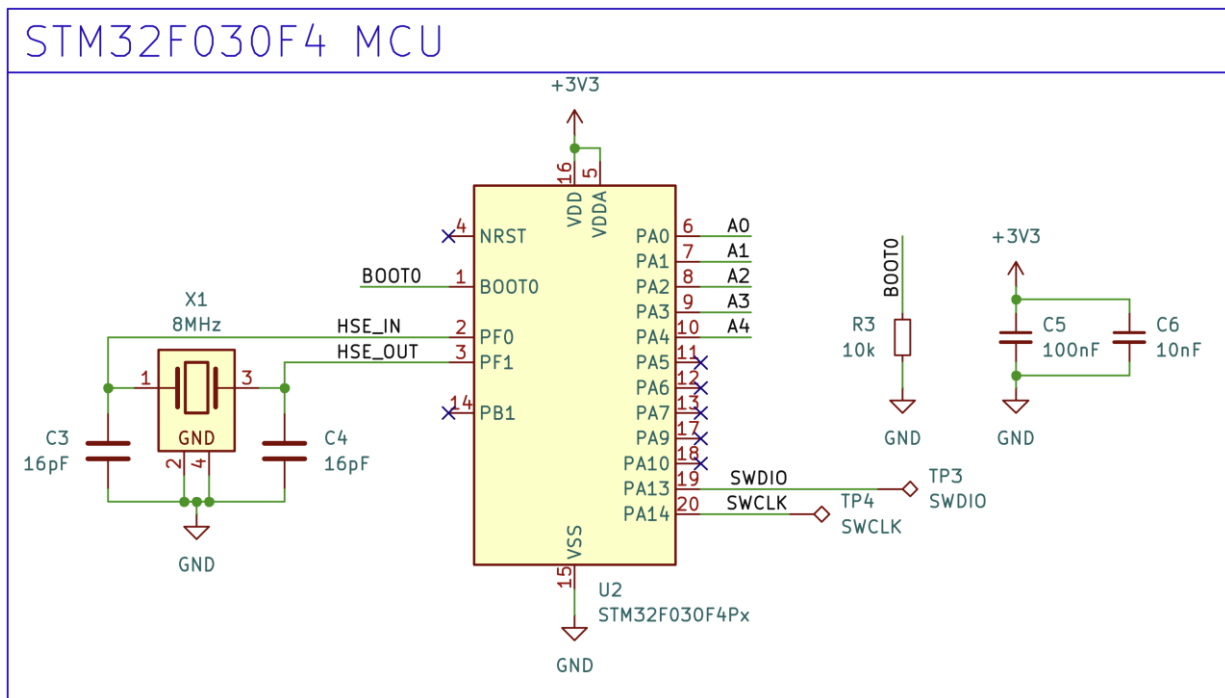 STM32F030F4 MCU
+3V3
16
5
VDD
VDDA
4
NRST
BOOT0
1
BOOT0
X1
8MHz
HSE_IN
2
PF0
HSE_OUT
3
PF1
1
3
GND
2
4
14
PB1
C3
16pF
C4
16pF
GND
PA0
6
A0
PA1
7
A1
PA2
8
A2
PA3
9
A3
PA4
10
A4
PA5
11
PA6
12
PA7
13
PA9
17
PA10
18
PA13
19
SWDIO
TP3
SWDIO
PA14
20
SWCLK
TP4
SWCLK
VSS
15
GND
U2
STM32F030F4Px
BOOT0
R3
10k
GND
+3V3
C5
100nF
C6
10nF
GND